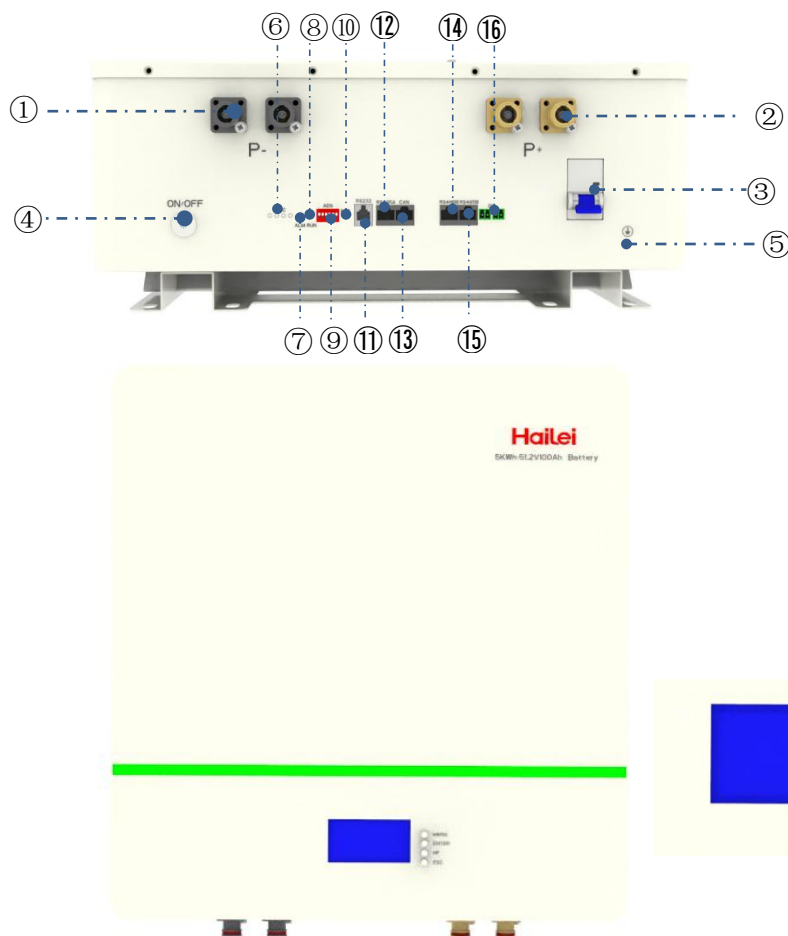 ⑥ ⑧ ⑩ ⑫ ⑭ ⑯
① ②
P- P+
③
④ ON/OFF ADS RS232 CAN
ALM RUN ⑤
⑦ ⑨ ⑪ ⑬ ⑮
HaiLei
5KWh-51.2V100Ah Battery
ESC